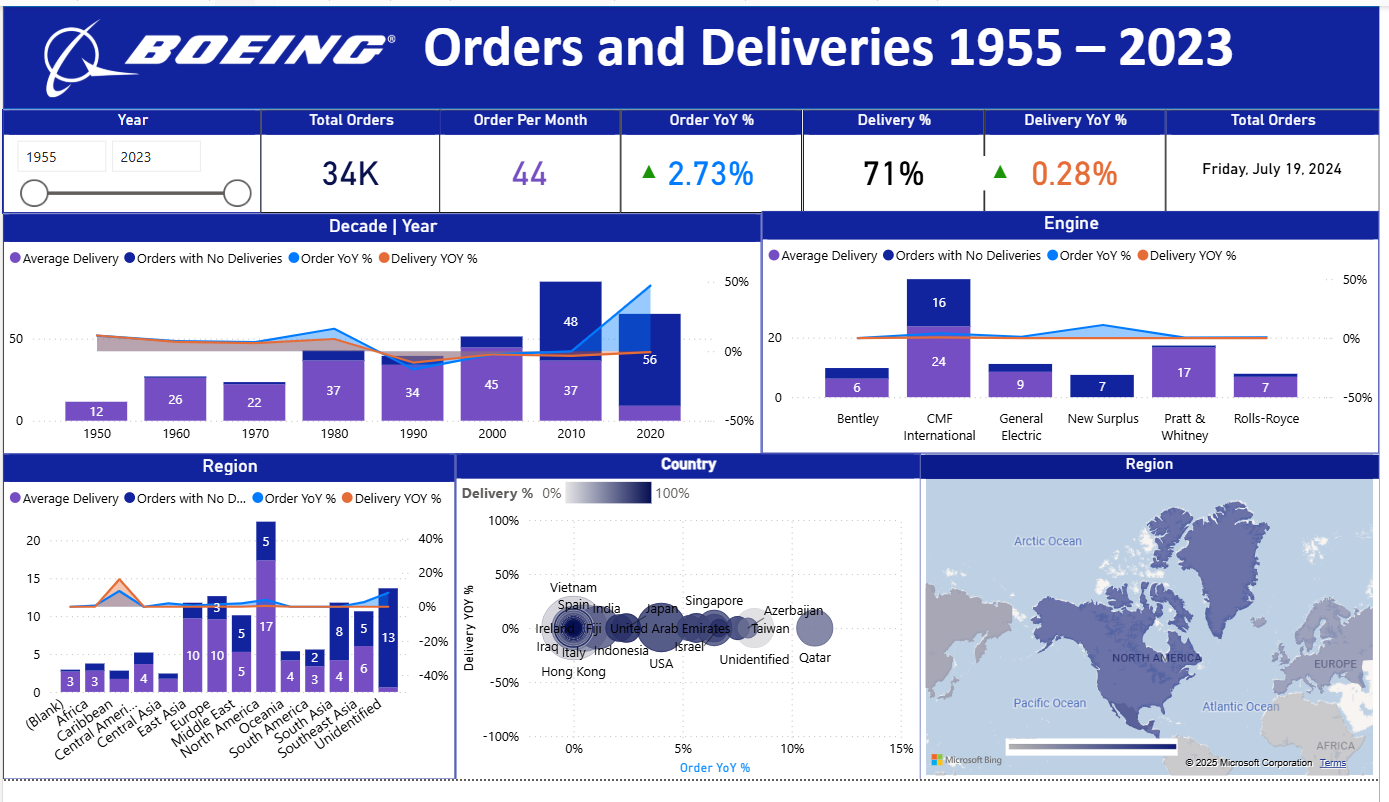 BOEING® Orders and Deliveries 1955 – 2023
Year
1955
2023
Total Orders
34K
Order Per Month
44
Order YoY %
▲ 2.73%
Delivery %
71%
Delivery YoY %
▲ 0.28%
Total Orders
Friday, July 19, 2024
Decade | Year
Average Delivery Orders with No Deliveries Order YoY % Delivery YOY %
50
0
50%
0%
-50%
12
26
22
37
34
45
48
37
56
1950 1960 1970 1980 1990 2000 2010 2020
Engine
Average Delivery Orders with No Deliveries Order YoY % Delivery YOY %
20
0
50%
0%
-50%
6
16
24
9
7
17
7
Bentley
CMF International
General Electric
New Surplus
Pratt & Whitney
Rolls-Royce
Region
Average Delivery Orders with No D... Order YoY % Delivery YOY %
20
15
10
5
0
40%
20%
0%
-20%
-40%
3
3
4
10
3
10
5
5
5
17
4
2
3
8
4
5
6
13
(Blank)
Africa
Caribbean
Central Ameri...
Central Asia
East Asia
Europe
Middle East
North America
Oceania
South America
South Asia
Southeast Asia
Unidentified
Country
Delivery % 0% 100%
Delivery YOY %
100%
50%
0%
-50%
-100%
Vietnam
Spain
India
Japan
Singapore
Azerbaijan
Ireland
Fiji
United Arab Emirates
Taiwan
Iraq
Italy
Indonesia
Israel
Hong Kong
USA
Unidentified
Qatar
0% 5% 10% 15%
Order YoY %
Region
Arctic Ocean
NORTH AMERICA
EUROPE
Pacific Ocean
Atlantic Ocean
AFRICA
Microsoft Bing
© 2025 Microsoft Corporation Terms